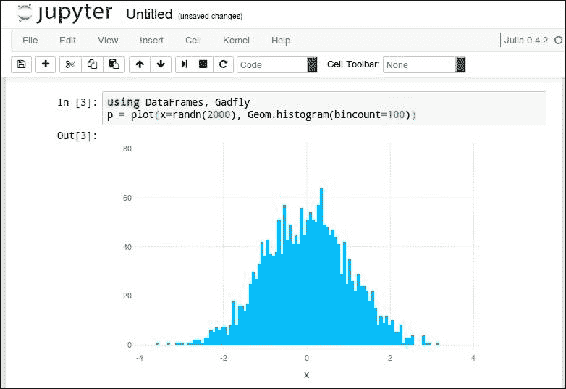 jupyter Untitled (unsaved changes)
File Edit View Insert Cell Kernel Help Julia 0.4.2
Code Cell Toolbar: None
In [3]: using DataFrames, Gadfly
p = plot(x=randn(2000), Geom.histogram(bincount=100))
Out[3]:
80
60
40
20
0
-4 -2 0 2 4
x